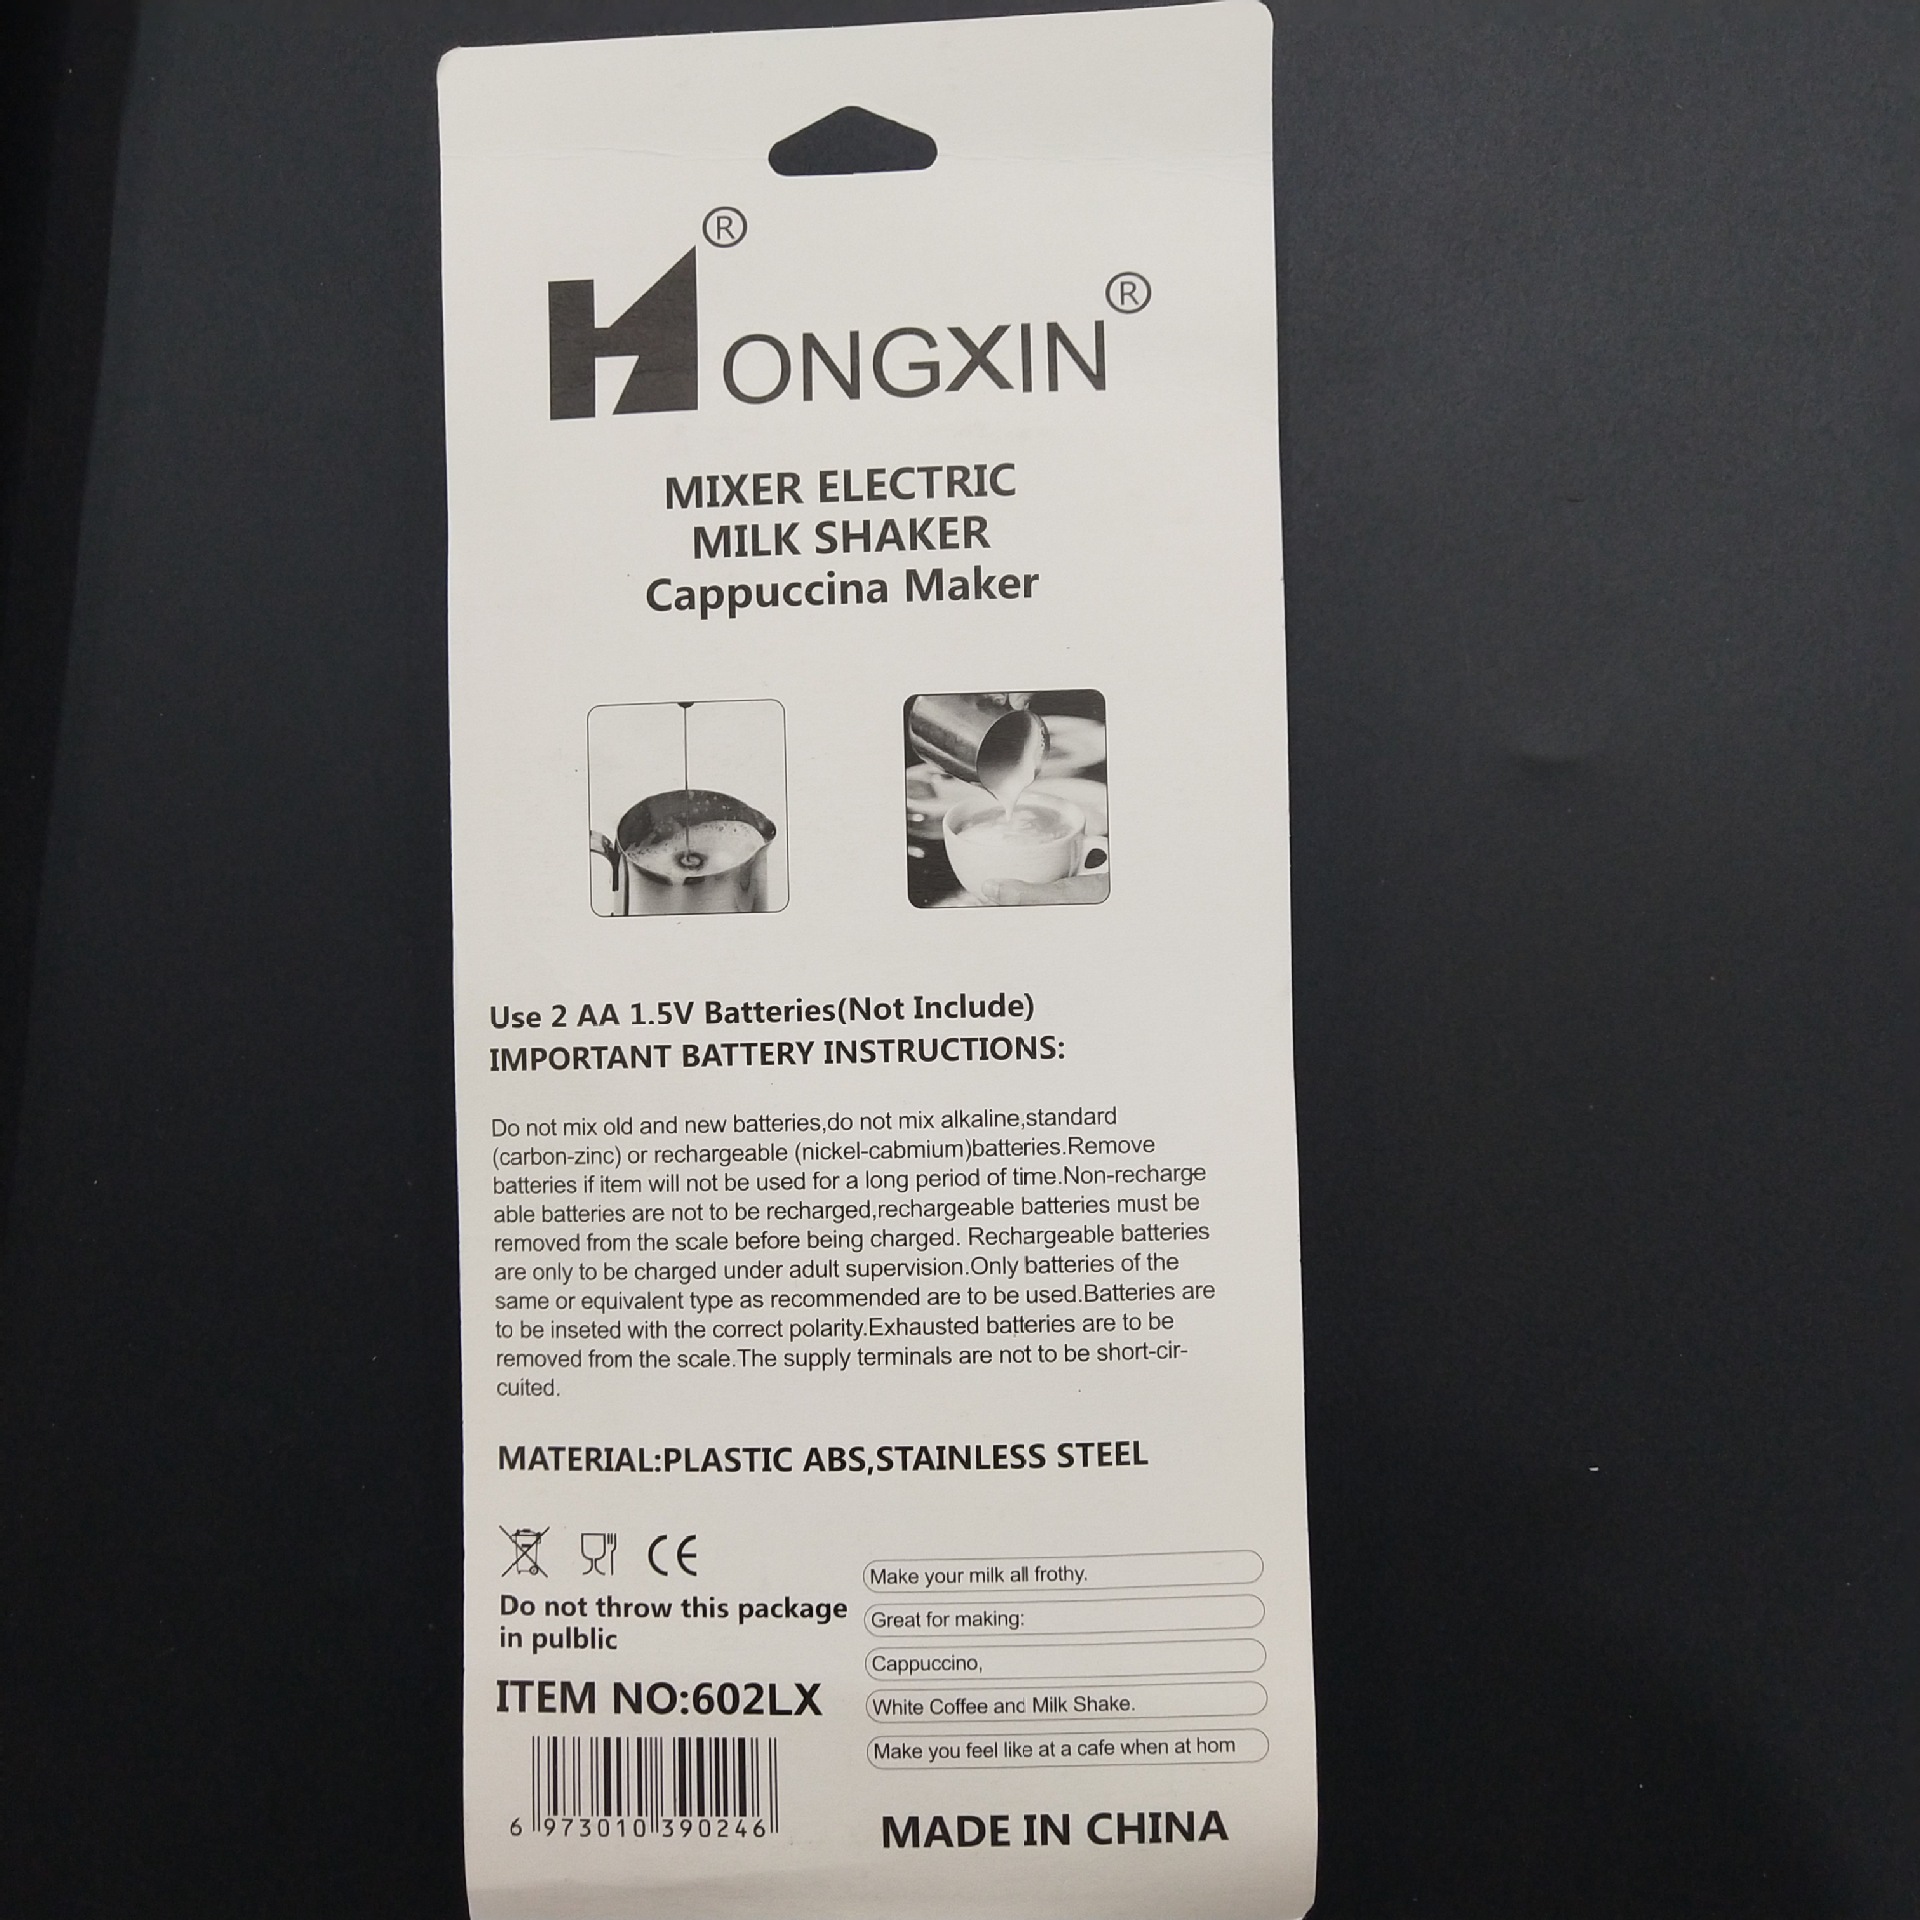 ®
HONGXIN®
MIXER ELECTRIC
MILK SHAKER
Cappuccina Maker
Use 2 AA 1.5V Batteries(Not Include)
IMPORTANT BATTERY INSTRUCTIONS:
Do not mix old and new batteries,do not mix alkaline,standard
(carbon-zinc) or rechargeable (nickel-cabmium)batteries.Remove
batteries if item will not be used for a long period of time.Non-recharge
able batteries are not to be recharged,rechargeable batteries must be
removed from the scale before being charged. Rechargeable batteries
are only to be charged under adult supervision.Only batteries of the
same or equivalent type as recommended are to be used.Batteries are
to be inseted with the correct polarity.Exhausted batteries are to be
removed from the scale.The supply terminals are not to be short-cir-
cuited.
MATERIAL:PLASTIC ABS,STAINLESS STEEL
CE
Do not throw this package
in pulblic
ITEM NO:602LX
6 973010 390246
Make your milk all frothy.
Great for making:
Cappuccino,
White Coffee and Milk Shake.
Make you feel like at a cafe when at hom
MADE IN CHINA